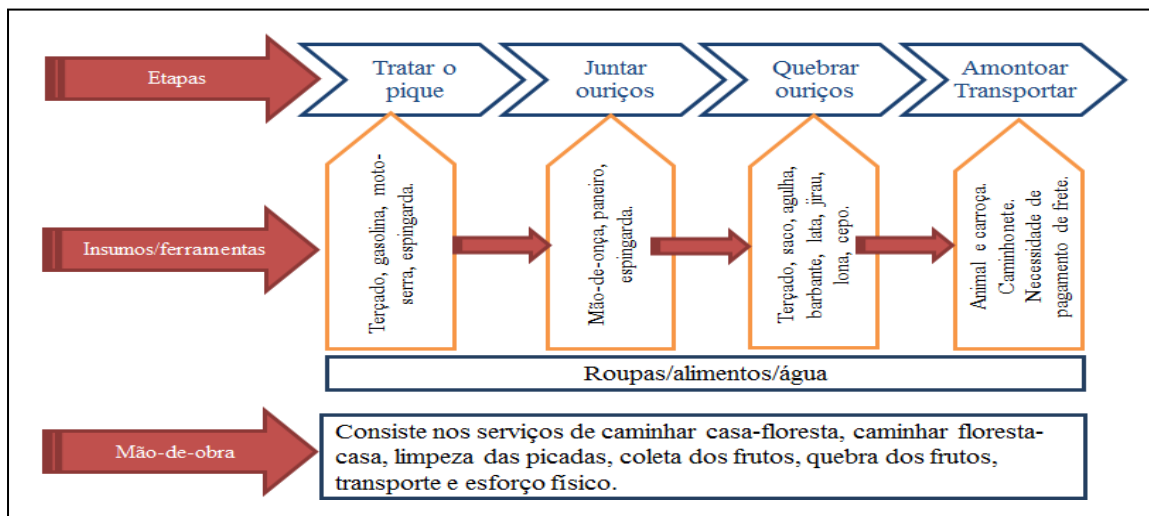 Etapas
Tratar o
pique
Juntar
ouriços
Quebrar
ouriços
Amontoar
Transportar
Insumos/ferramentas
Terçado, gasolina, moto-
serra, espingarda.
Mão-de-onça, paneiro,
espingarda.
Terçado, saco, agulha,
barbante, lata, jirau,
lona, cepo.
Animal e carroça.
Caminhonete.
Necessidade de
pagamento de frete.
Roupas/alimentos/água
Mão-de-obra
Consiste nos serviços de caminhar casa-floresta, caminhar floresta-
casa, limpeza das picadas, coleta dos frutos, quebra dos frutos,
transporte e esforço físico.